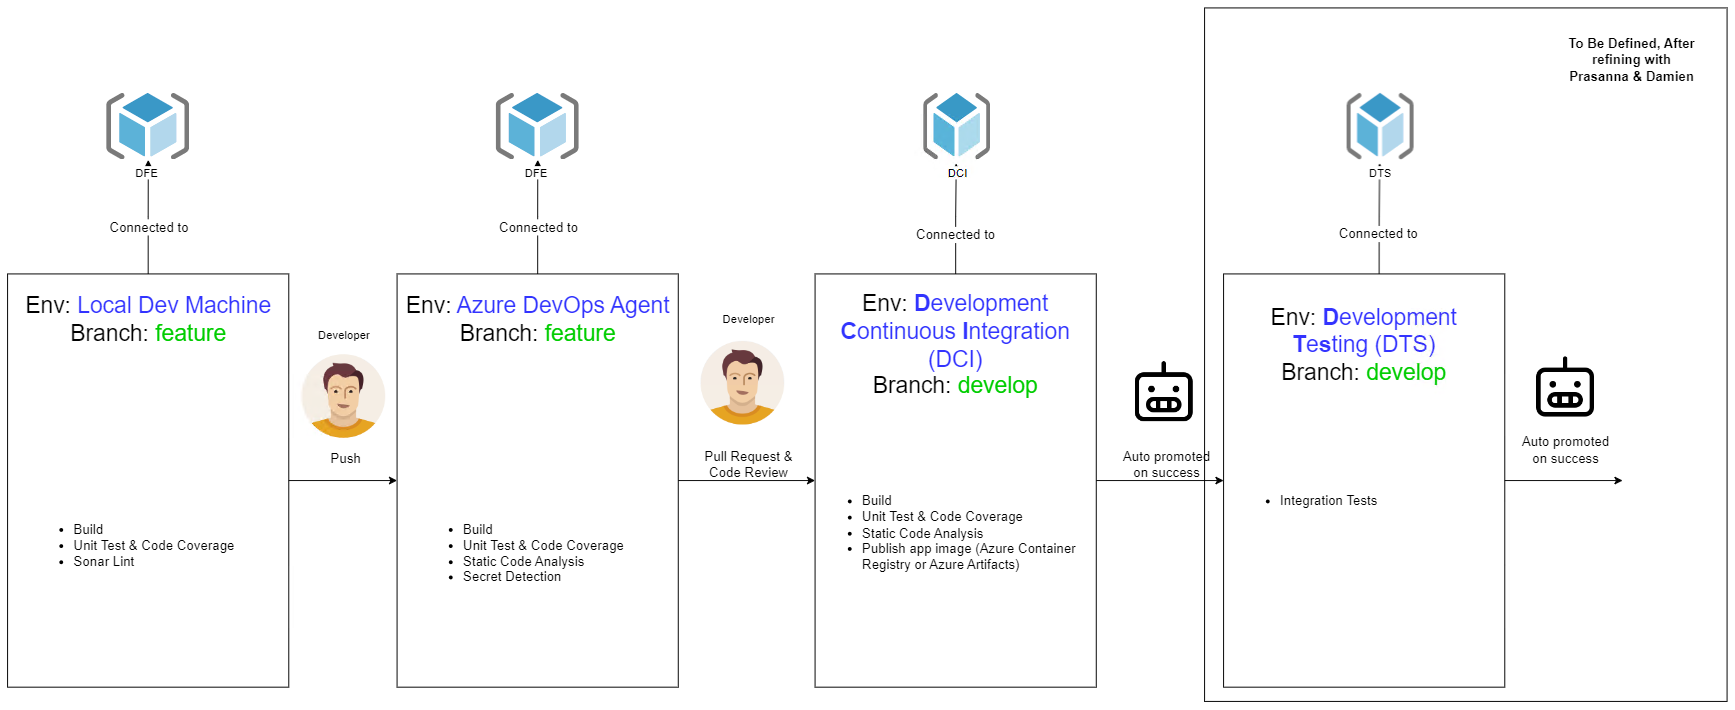 To Be Defined, After
refining with
Prasanna & Damien
DFE
Connected to
Env: Local Dev Machine
Branch: feature
Build
Unit Test & Code Coverage
Sonar Lint
Developer
Push
DFE
Connected to
Env: Azure DevOps Agent
Branch: feature
Build
Unit Test & Code Coverage
Static Code Analysis
Secret Detection
Developer
Pull Request &
Code Review
DCI
Connected to
Env: Development
Continuous Integration
(DCI)
Branch: develop
Build
Unit Test & Code Coverage
Static Code Analysis
Publish app image (Azure Container
Registry or Azure Artifacts)
Auto promoted
on success
DTS
Connected to
Env: Development
Testing (DTS)
Branch: develop
Integration Tests
Auto promoted
on success